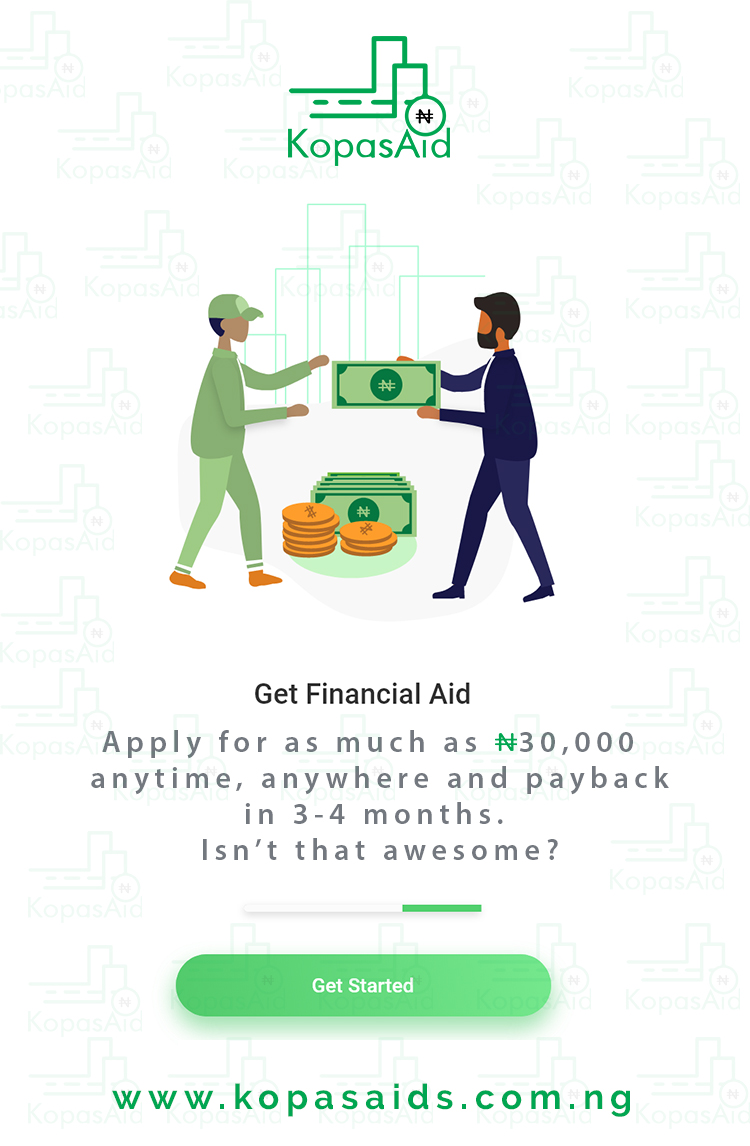 KopasAid
Get Financial Aid
Apply for as much as ₦30,000
anytime, anywhere and payback
in 3-4 months.
Isn’t that awesome?
Get Started
www.kopasaids.com.ng